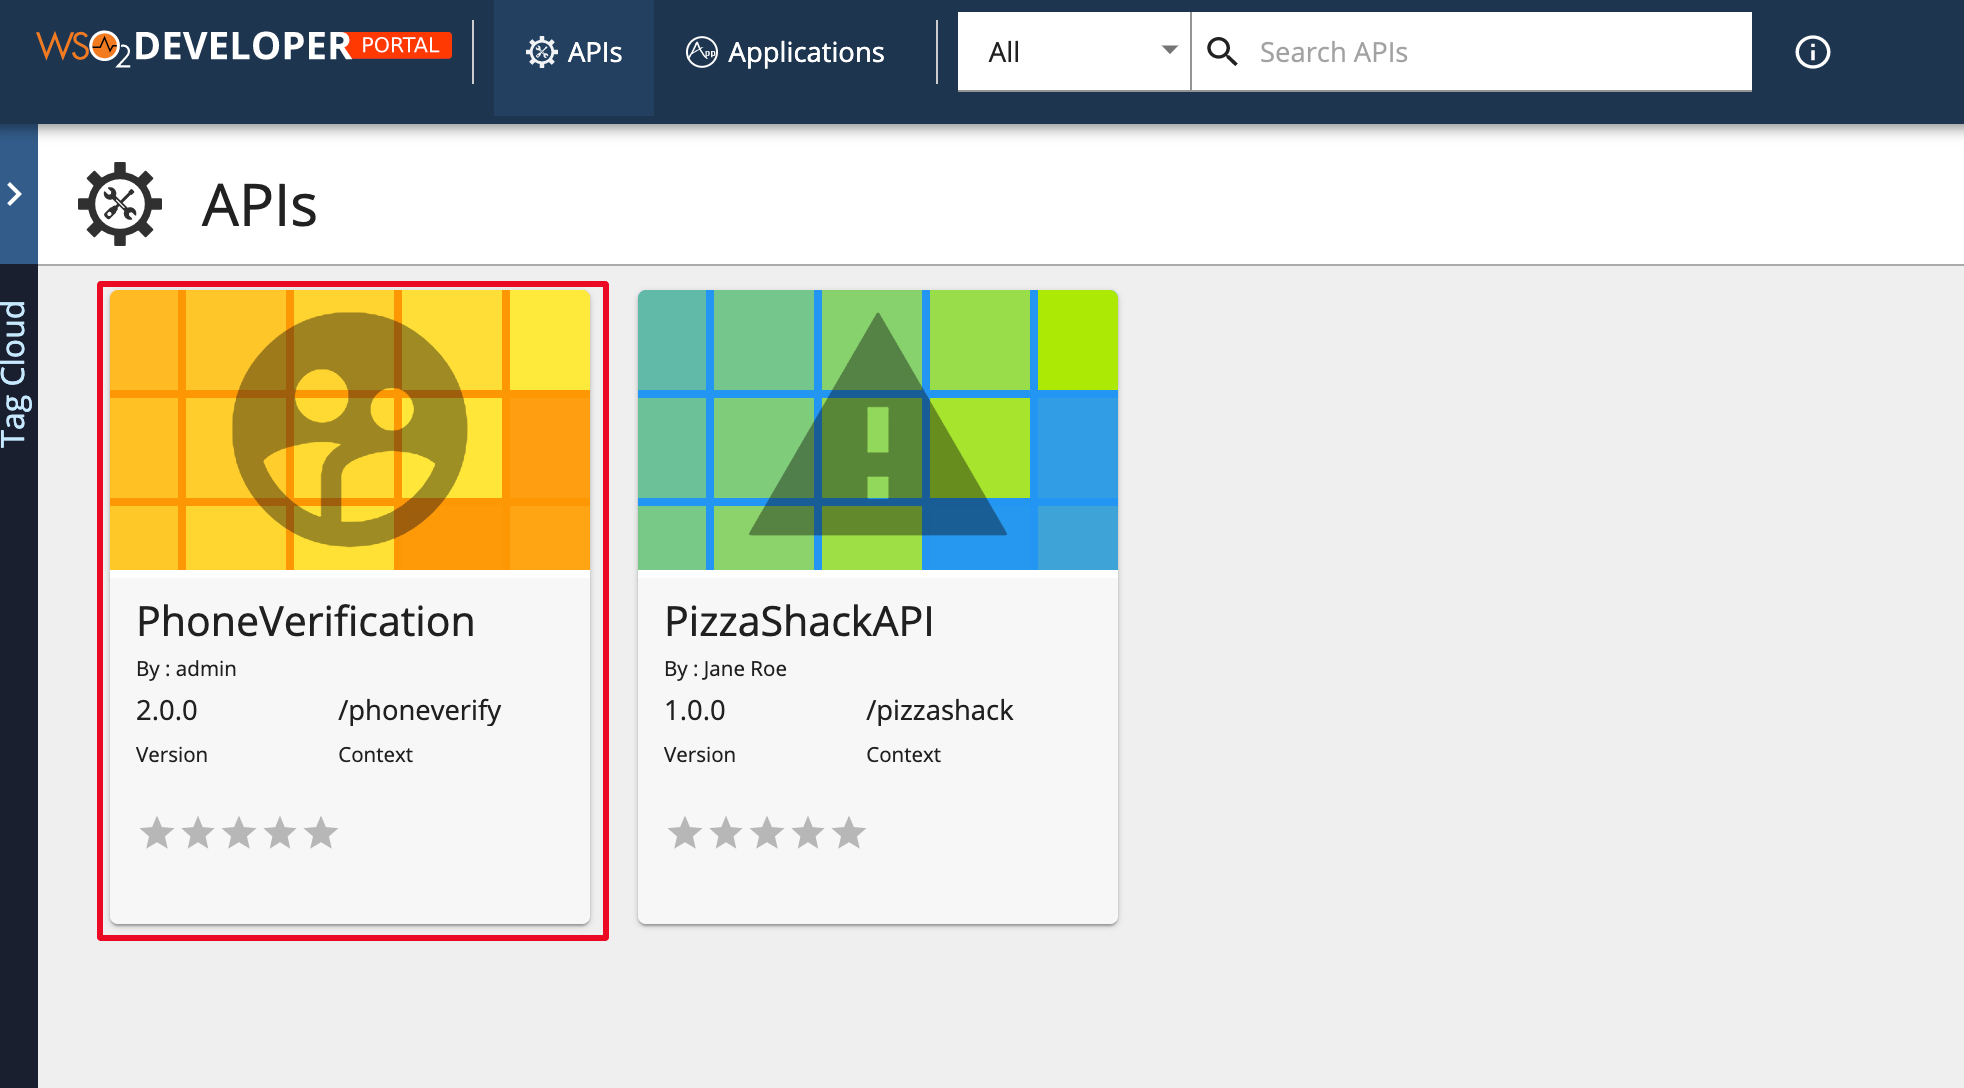 WSO2 DEVELOPER PORTAL
APIs
App Applications
All
Search APIs
APIs
Tag Cloud
PhoneVerification
By : admin
2.0.0 /phoneverify
Version Context
PizzaShackAPI
By : Jane Roe
1.0.0 /pizzashack
Version Context